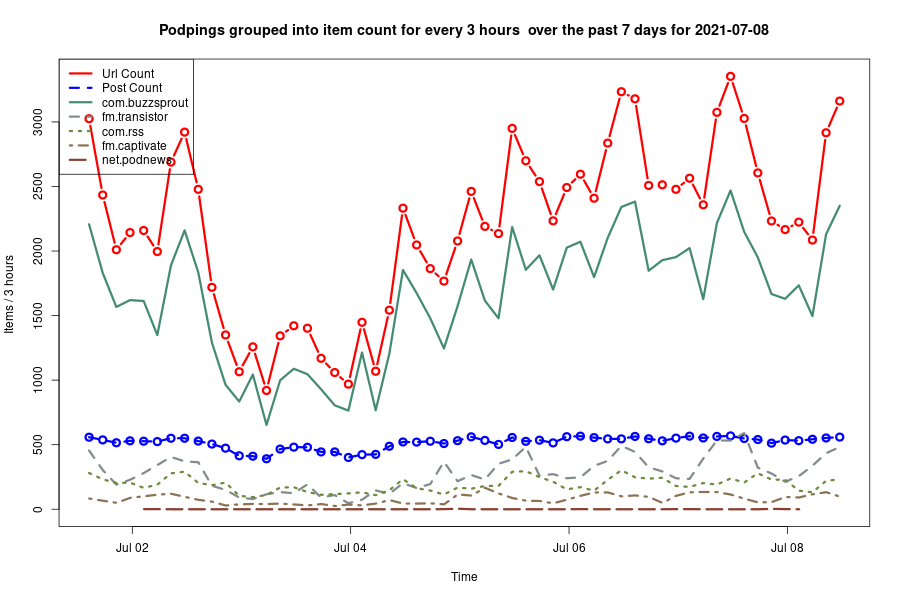 Podpings grouped into item count for every 3 hours  over the past 7 days for 2021-07-08
Url Count
Post Count
com.buzzsprout
fm.transistor
com.rss
fm.captivate
net.podnews
Items / 3 hours
3000
2500
2000
1500
1000
500
0
Jul 02
Jul 04
Jul 06
Jul 08
Time